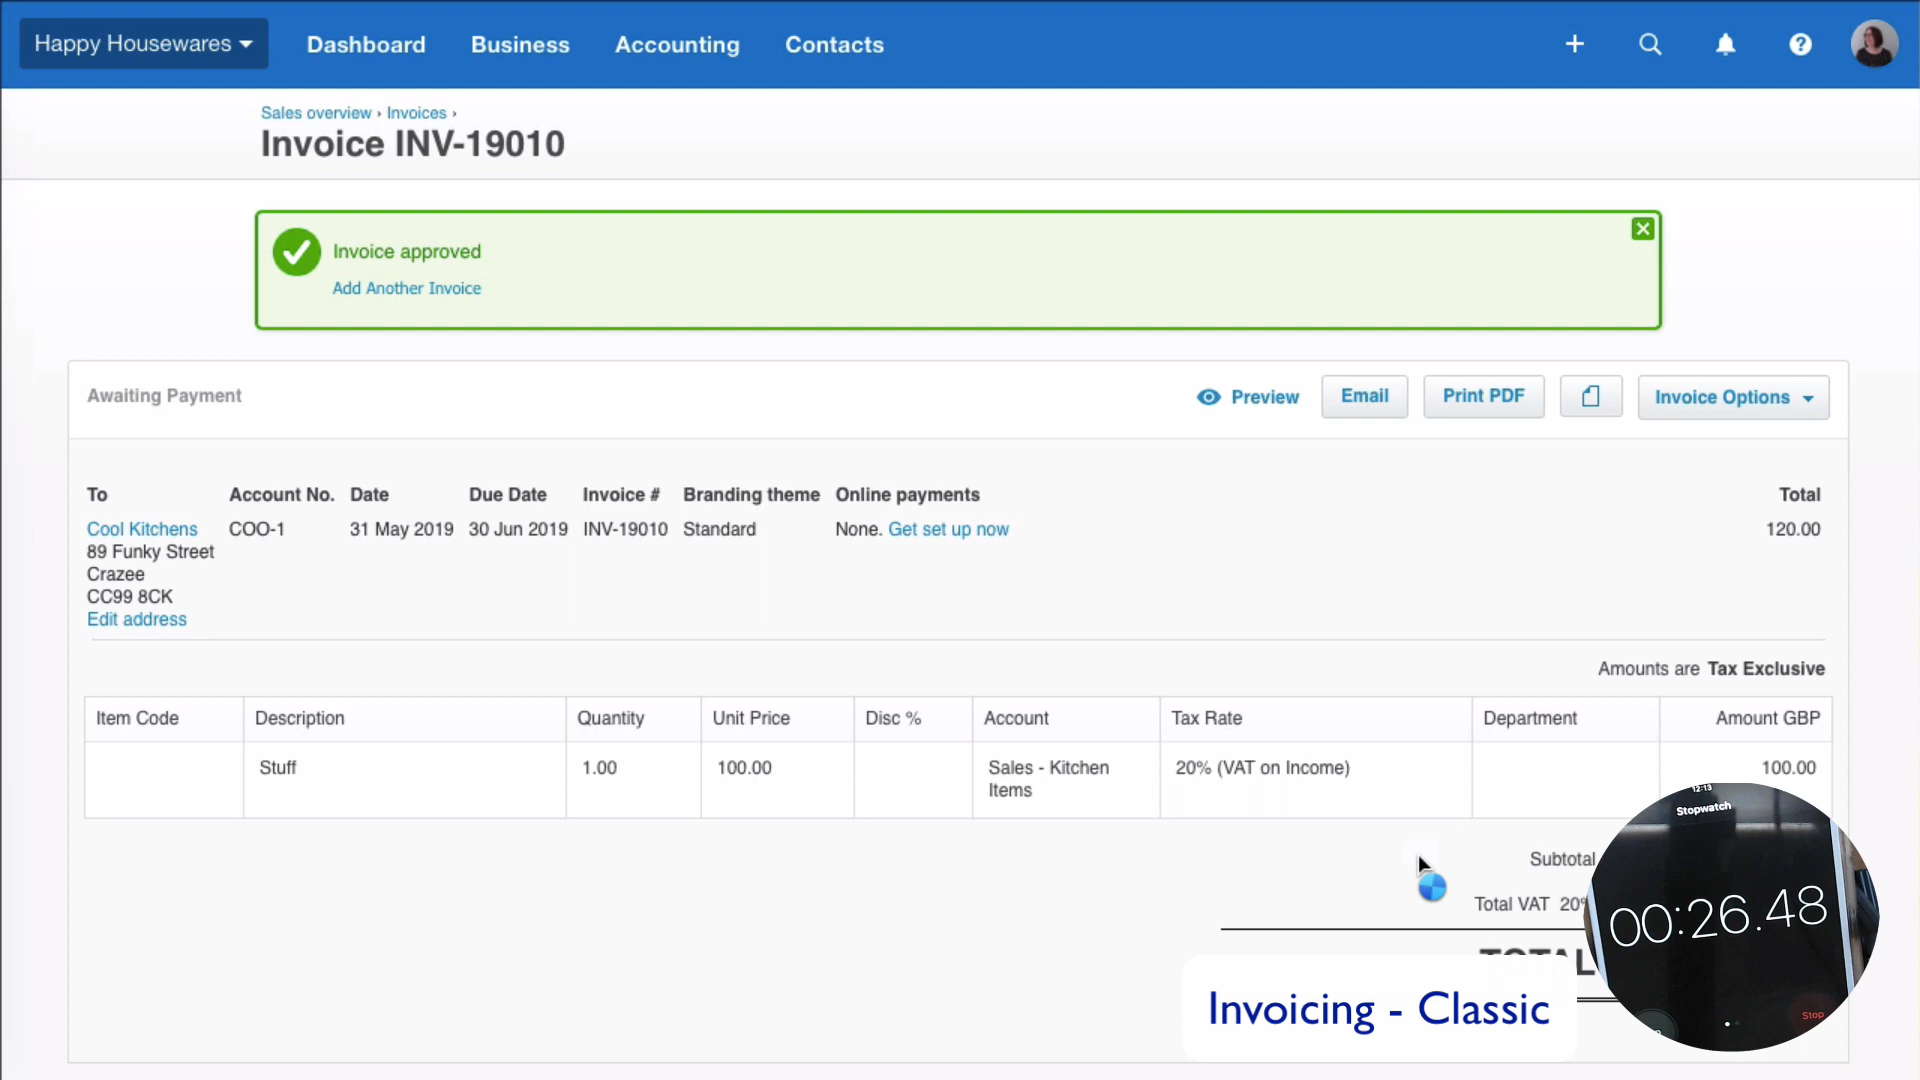 Happy Housewares Dashboard Business Accounting Contacts
Sales overview › Invoices ›
Invoice INV-19010
Invoice approved
Add Another Invoice
Awaiting Payment Preview Email Print PDF Invoice Options
To Account No. Date Due Date Invoice # Branding theme Online payments Total
Cool Kitchens COO-1 31 May 2019 30 Jun 2019 INV-19010 Standard None. Get set up now 120.00
89 Funky Street
Crazee
CC99 8CK
Edit address
Amounts are Tax Exclusive
Item Code Description Quantity Unit Price Disc % Account Tax Rate Department Amount GBP
Stuff 1.00 100.00 Sales - Kitchen 20% (VAT on Income) 100.00
Items
12:13
Stopwatch
Subtotal
Total VAT 20%
00:26.48
TOTAL
Invoicing - Classic
Stop